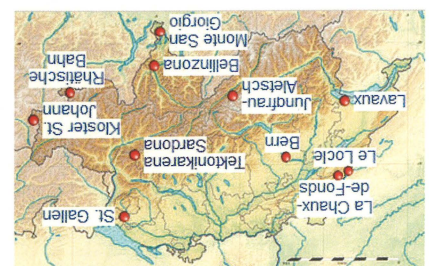 St. Gallen
La Chaux-
de-Fonds
Le Locle
Bern
Tektonikarena
Sardona
Kloster St.
Johann
Lavaux
Jungfrau-
Aletsch
Rhätische
Bahn
Bellinzona
Monte San
Giorgio